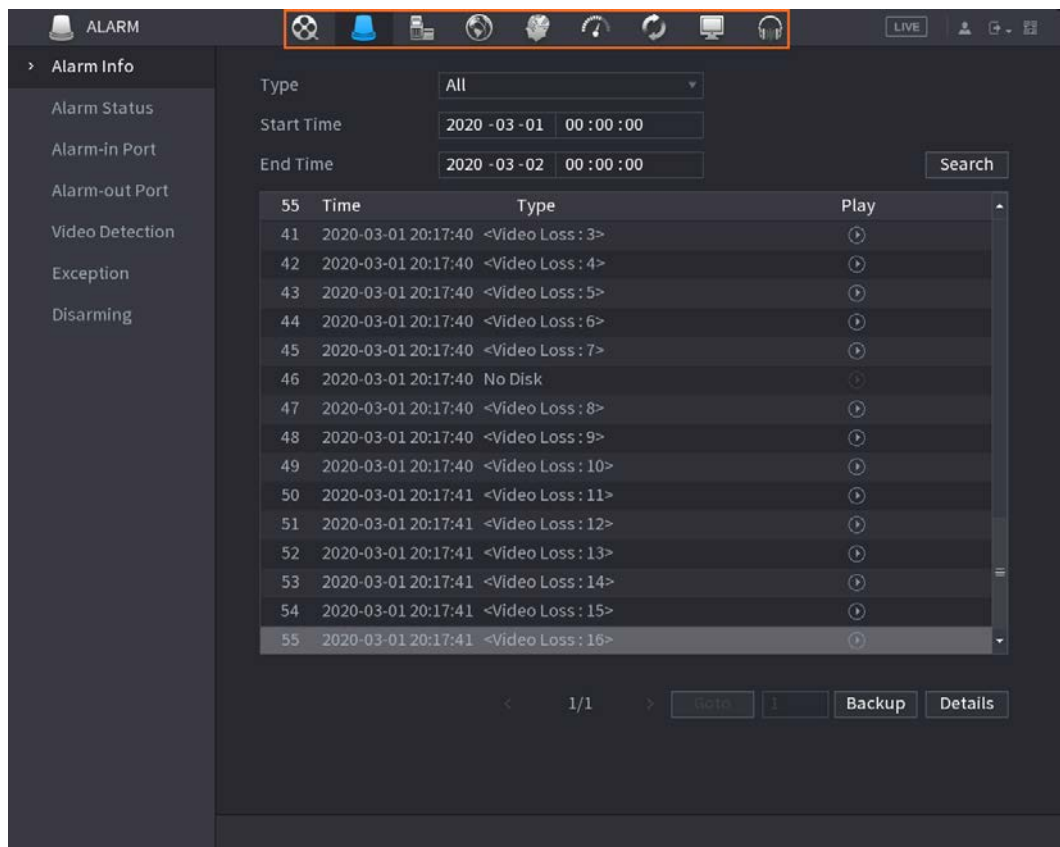 ALARM
LIVE
Alarm Info
Alarm Status
Alarm-in Port
Alarm-out Port
Video Detection
Exception
Disarming
Type All
Start Time 2020 -03 -01 00 : 00 : 00
End Time 2020 -03 -02 00 : 00 : 00
Search
55 Time Type Play
41 2020-03-01 20:17:40 <Video Loss : 3>
42 2020-03-01 20:17:40 <Video Loss : 4>
43 2020-03-01 20:17:40 <Video Loss : 5>
44 2020-03-01 20:17:40 <Video Loss : 6>
45 2020-03-01 20:17:40 <Video Loss : 7>
46 2020-03-01 20:17:40 No Disk
47 2020-03-01 20:17:40 <Video Loss : 8>
48 2020-03-01 20:17:40 <Video Loss : 9>
49 2020-03-01 20:17:40 <Video Loss : 10>
50 2020-03-01 20:17:41 <Video Loss : 11>
51 2020-03-01 20:17:41 <Video Loss : 12>
52 2020-03-01 20:17:41 <Video Loss : 13>
53 2020-03-01 20:17:41 <Video Loss : 14>
54 2020-03-01 20:17:41 <Video Loss : 15>
55 2020-03-01 20:17:41 <Video Loss : 16>
< 1/1 > Goto 1 Backup Details